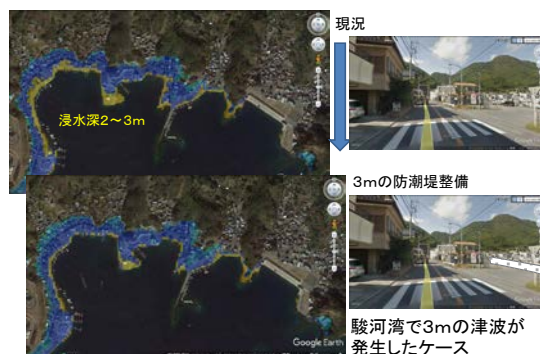 現況
浸水深2～3m
3mの防潮堤整備
Google Earth
駿河湾で3mの津波が
発生したケース